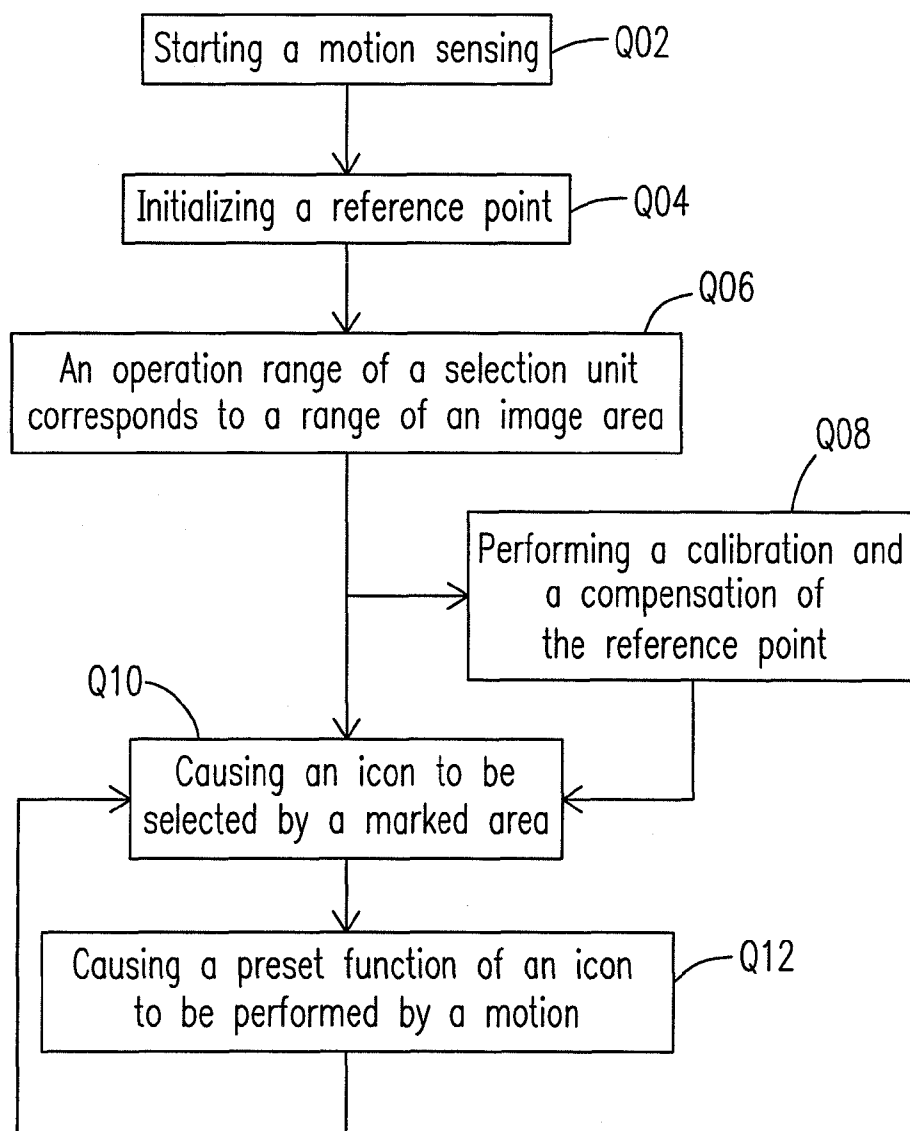 Starting a motion sensing
Q02
Initializing a reference point
Q04
Q06
An operation range of a selection unit
corresponds to a range of an image area
Q08
Performing a calibration and
a compensation of
the reference point
Q10
Causing an icon to be
selected by a marked area
Causing a preset function of an icon
to be performed by a motion
Q12